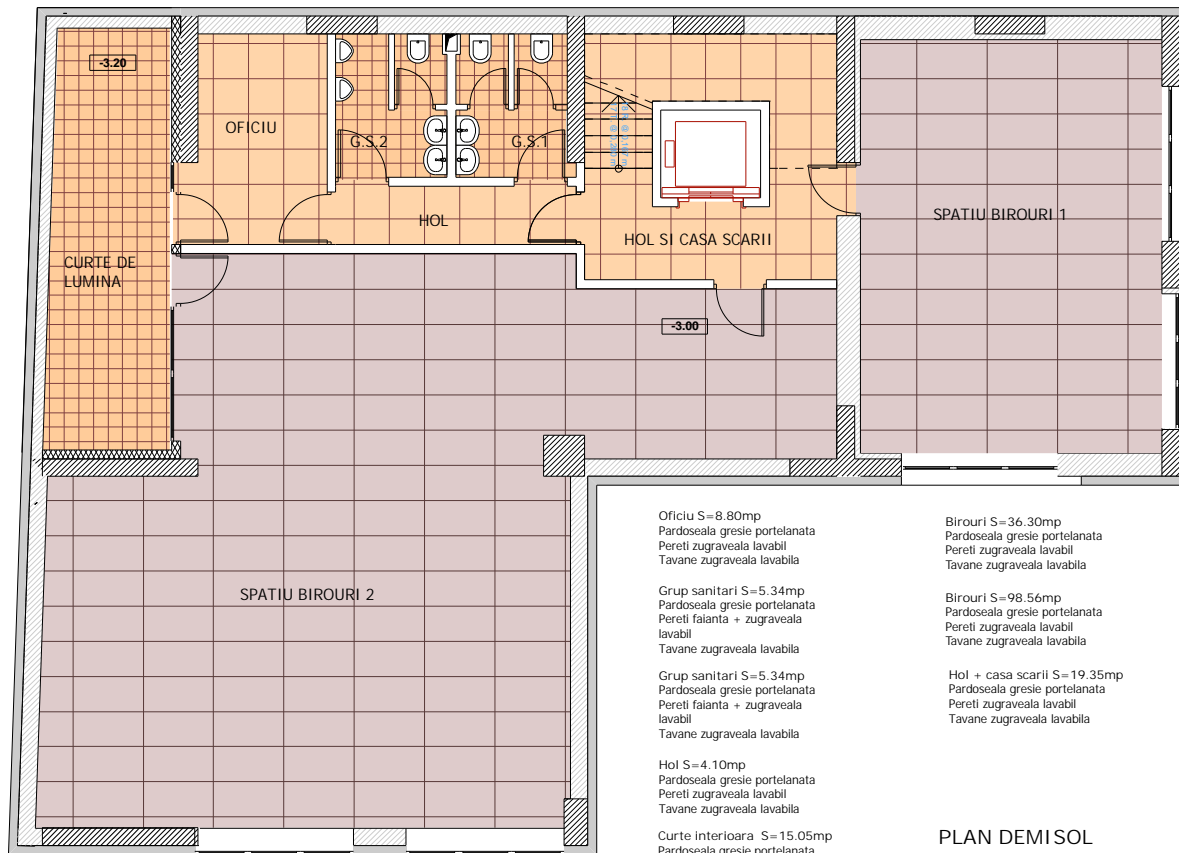 -3.20
OFICIU
G.S.2
G.S.1
HOL
HOL SI CASA SCARII
SPATIU BIROURI 1
CURTE DE
LUMINA
-3.00
SPATIU BIROURI 2
Oficiu S=8.80mp
Pardoseala gresie portelanata
Pereti zugraveala lavabil
Tavane zugraveala lavabila
Grup sanitari S=5.34mp
Pardoseala gresie portelanata
Pereti faianta + zugraveala
lavabil
Tavane zugraveala lavabila
Grup sanitari S=5.34mp
Pardoseala gresie portelanata
Pereti faianta + zugraveala
lavabil
Tavane zugraveala lavabila
Hol S=4.10mp
Pardoseala gresie portelanata
Pereti zugraveala lavabil
Tavane zugraveala lavabila
Curte interioara S=15.05mp
Pardoseala gresie portelanata
Birouri S=36.30mp
Pardoseala gresie portelanata
Pereti zugraveala lavabil
Tavane zugraveala lavabila
Birouri S=98.56mp
Pardoseala gresie portelanata
Pereti zugraveala lavabil
Tavane zugraveala lavabila
Hol + casa scarii S=19.35mp
Pardoseala gresie portelanata
Pereti zugraveala lavabil
Tavane zugraveala lavabila
PLAN DEMISOL